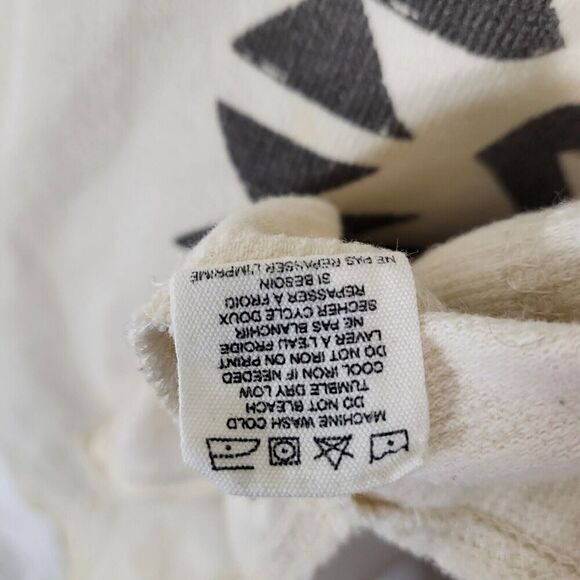 MACHINE WASH COLD
DO NOT BLEACH
TUMBLE DRY LOW
COOL IRON IF NEEDED
DO NOT IRON ON PRINT
LAVER A L'EAU FROIDE
NE PAS BLANCHIR
SECHER CYCLE DOUX
REPASSER A FROID
SI BESOIN
NE PAS REPASSER L'IMPRIMÉ